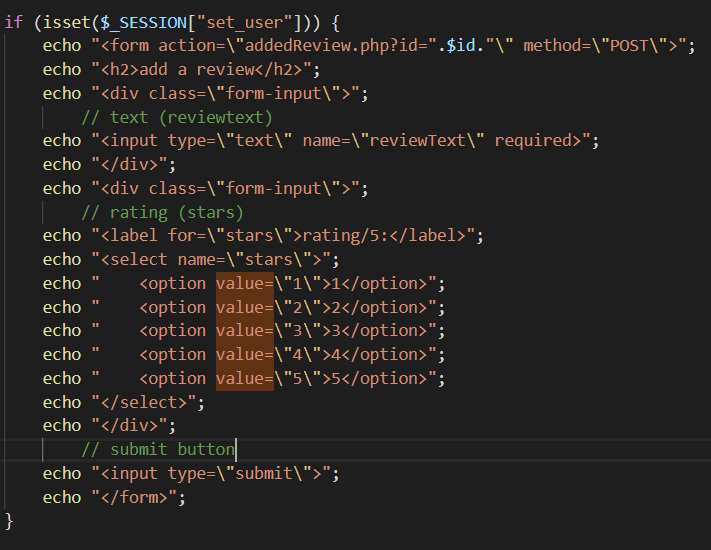 if (isset($_SESSION["set_user"])) {
    echo "<form action=\"addedReview.php?id=".$id."\" method=\"POST\">";
    echo "<h2>add a review</h2>";
    echo "<div class=\"form-input\">";
        // text (reviewtext)
    echo "<input type=\"text\" name=\"reviewText\" required>";
    echo "</div>";
    echo "<div class=\"form-input\">";
        // rating (stars)
    echo "<label for=\"stars\">rating/5:</label>";
    echo "<select name=\"stars\">";
    echo "    <option value=\"1\">1</option>";
    echo "    <option value=\"2\">2</option>";
    echo "    <option value=\"3\">3</option>";
    echo "    <option value=\"4\">4</option>";
    echo "    <option value=\"5\">5</option>";
    echo "</select>";
    echo "</div>";
        // submit button
    echo "<input type=\"submit\">";
    echo "</form>";
}